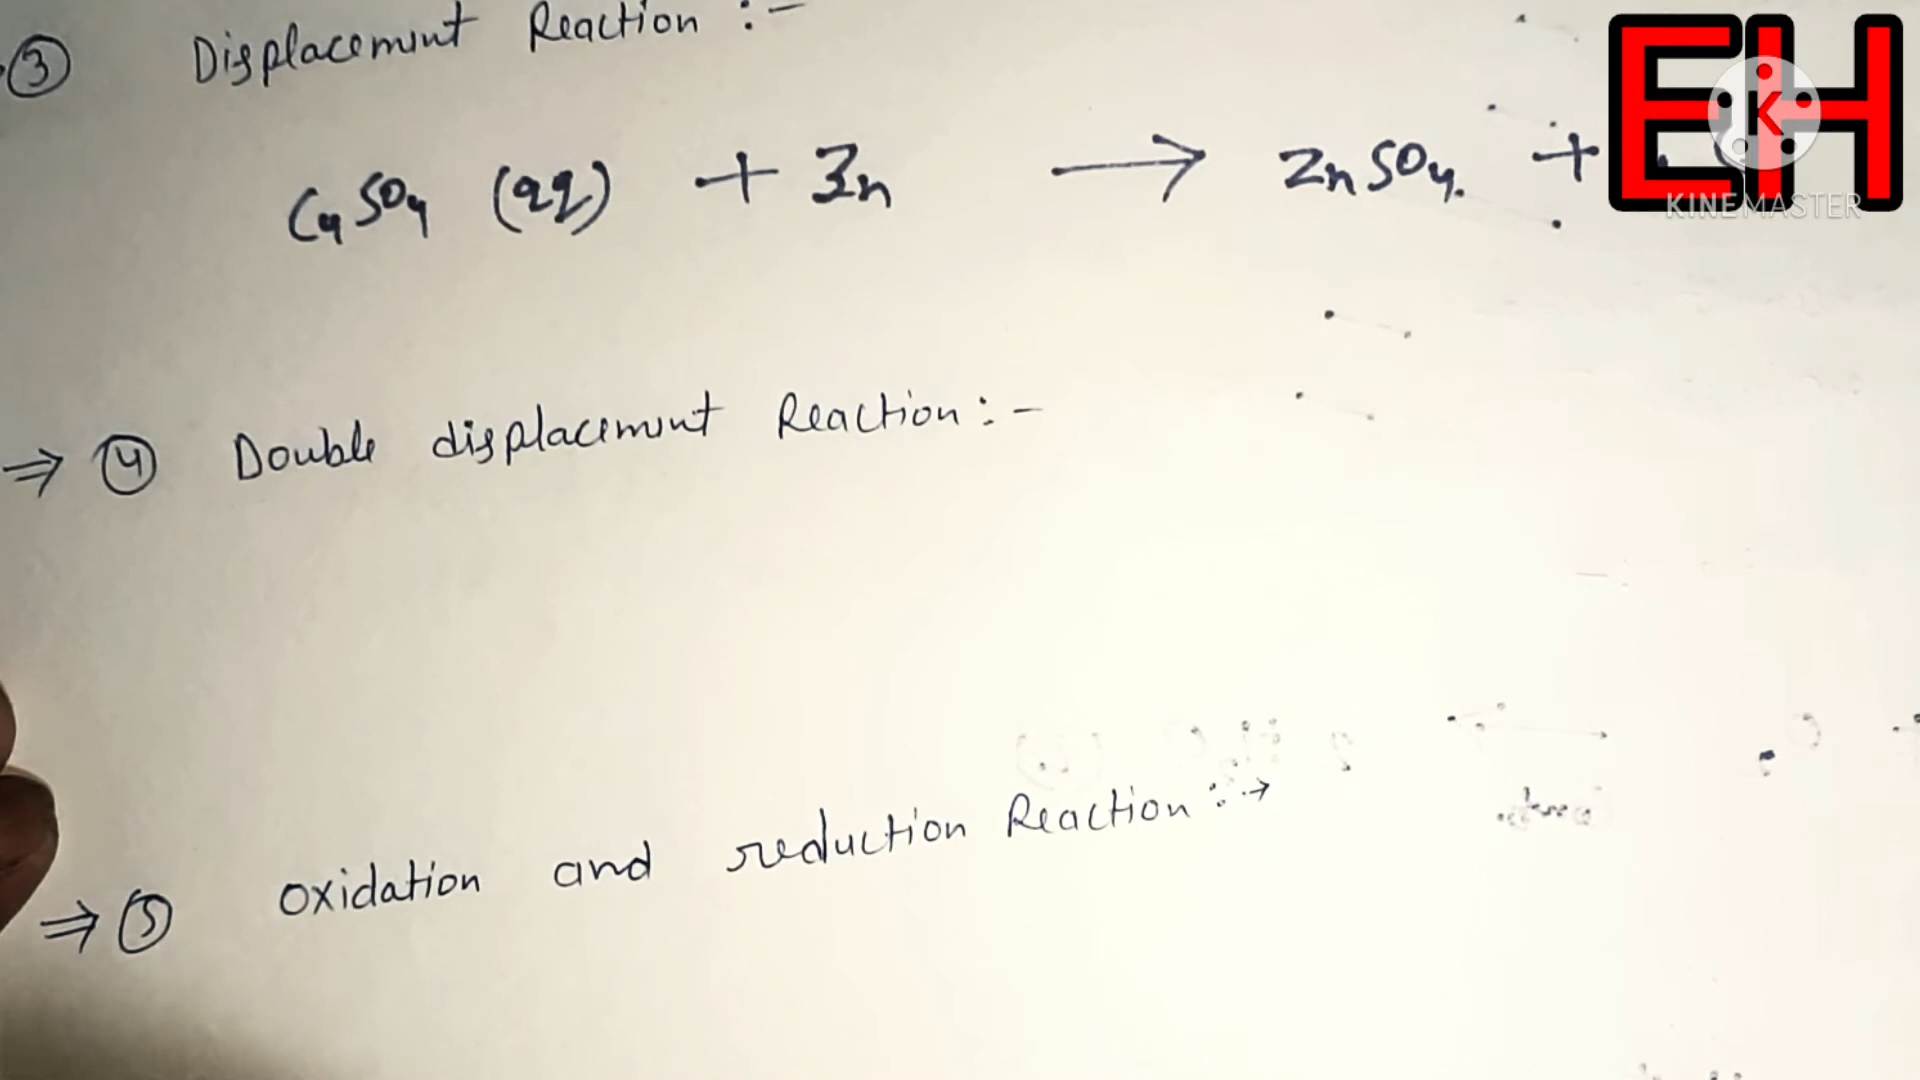 ③ Displacement Reaction :-
CuSO4 (aq) + Zn → ZnSO4 +
EH
K
KINEMASTER
⇒ ④ Double displacement Reaction :-
⇒ ⑤ oxidation and reduction Reaction :→